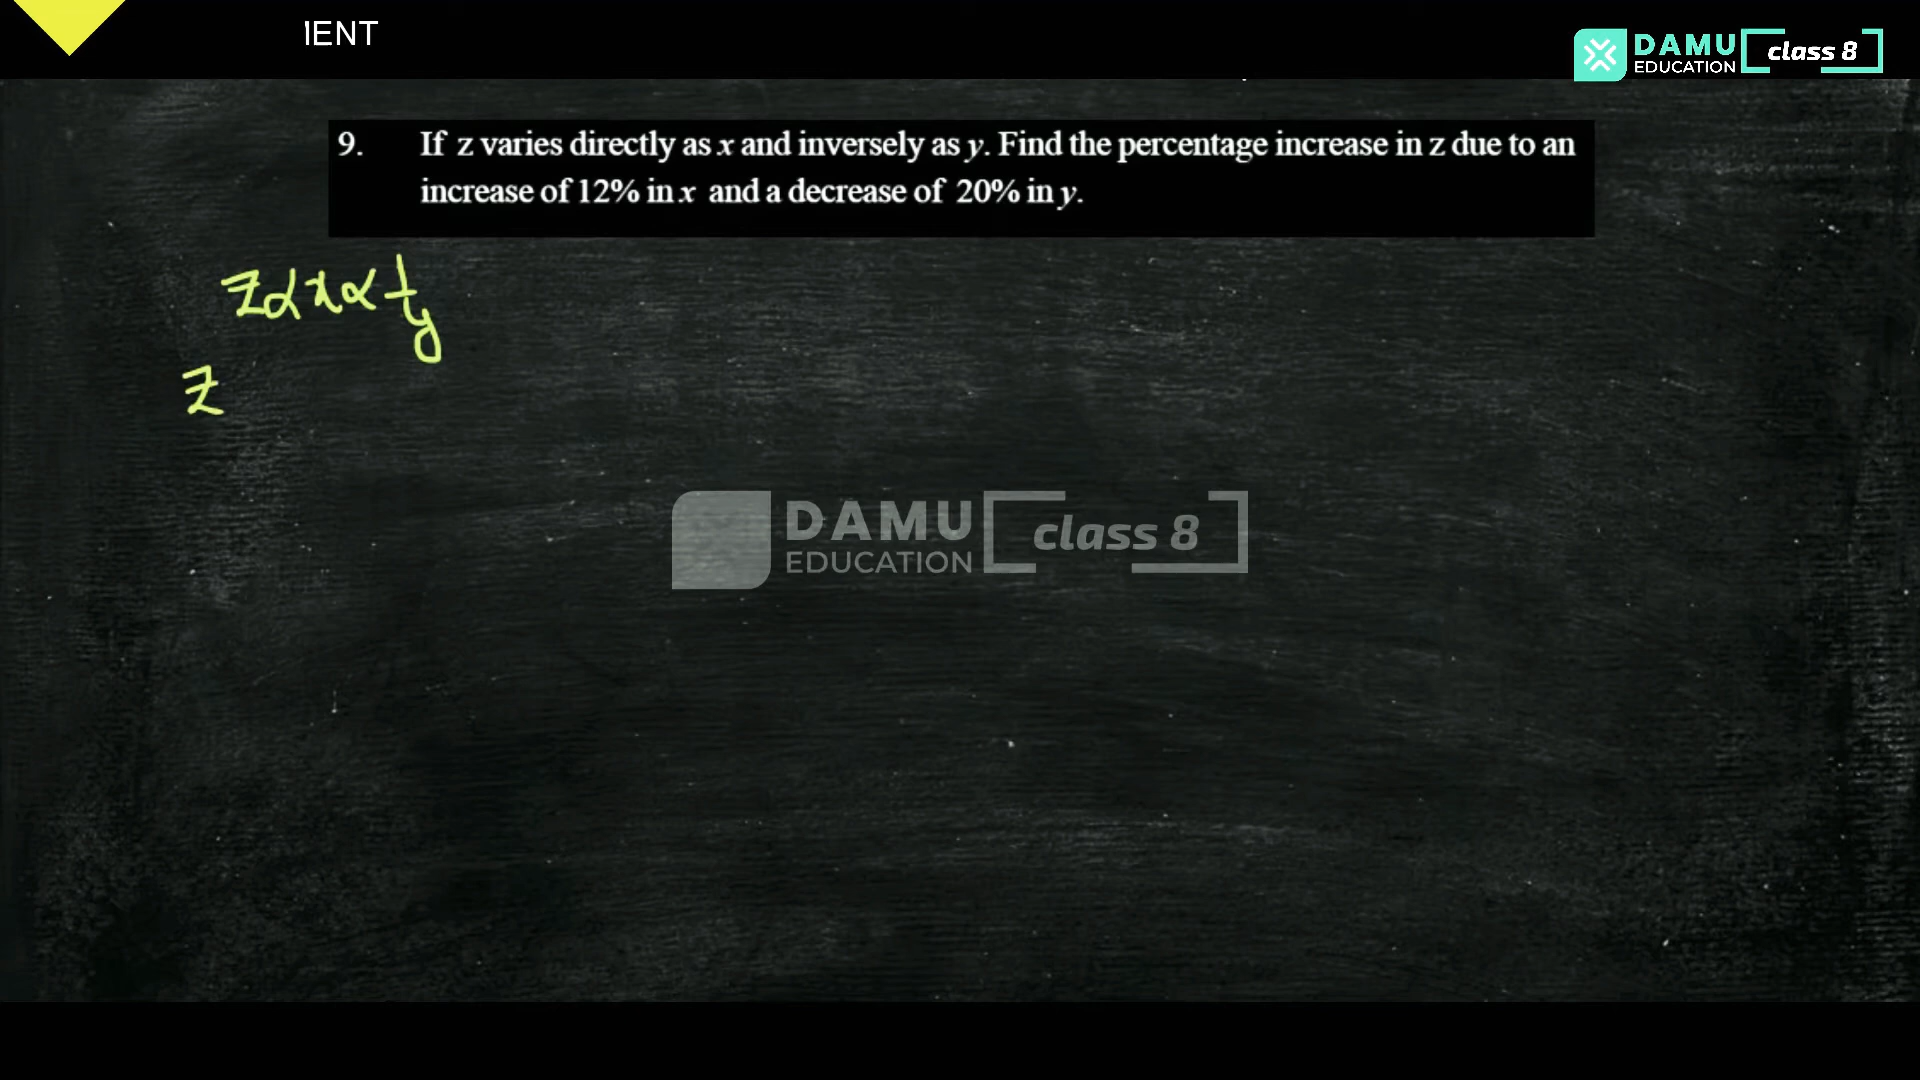 IENT
DAMU
EDUCATION
class 8
9. If z varies directly as x and inversely as y. Find the percentage increase in z due to an
increase of 12% in x and a decrease of 20% in y.
z∝x∝1/y
z
DAMU
EDUCATION
class 8